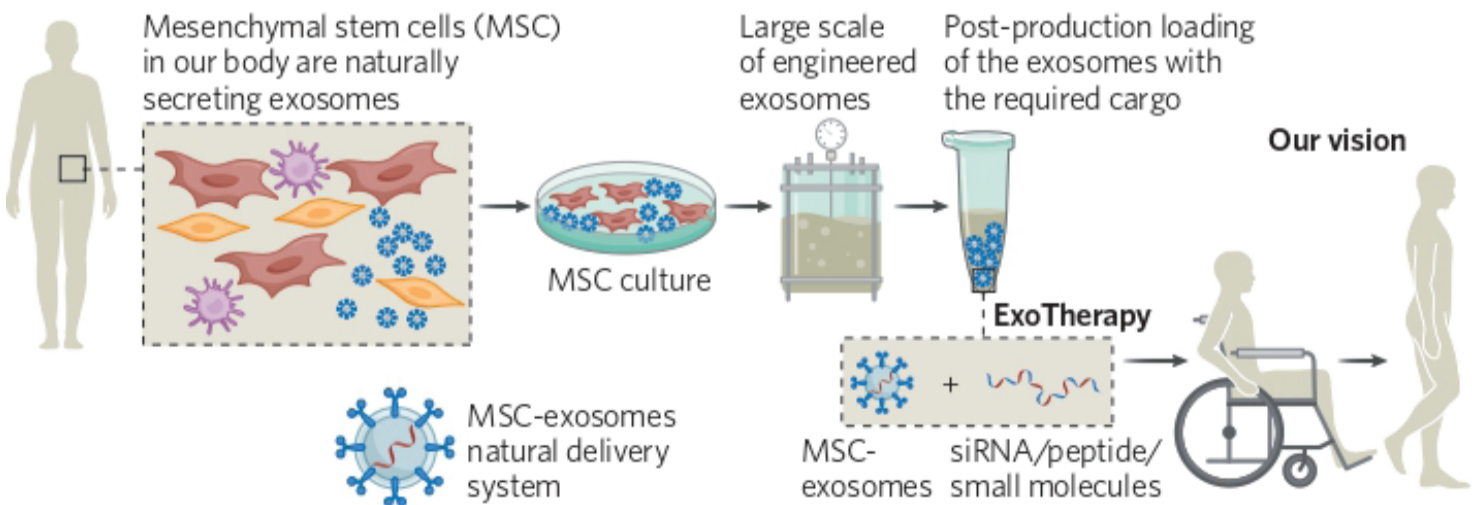 Mesenchymal stem cells (MSC)
in our body are naturally
secreting exosomes
MSC culture
Large scale
of engineered
exosomes
Post-production loading
of the exosomes with
the required cargo
Our vision
ExoTherapy
MSC-exosomes
natural delivery
system
MSC-
exosomes
+
siRNA/peptide/
small molecules